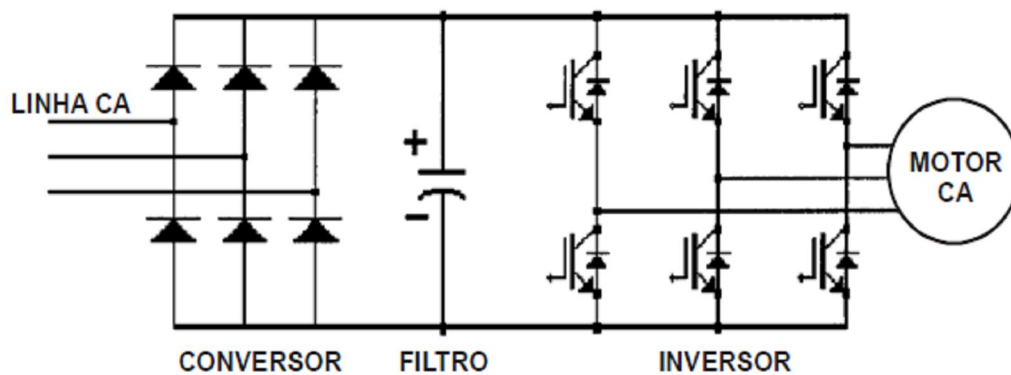 LINHA CA
+
-
MOTOR
CA
CONVERSOR
FILTRO
INVERSOR